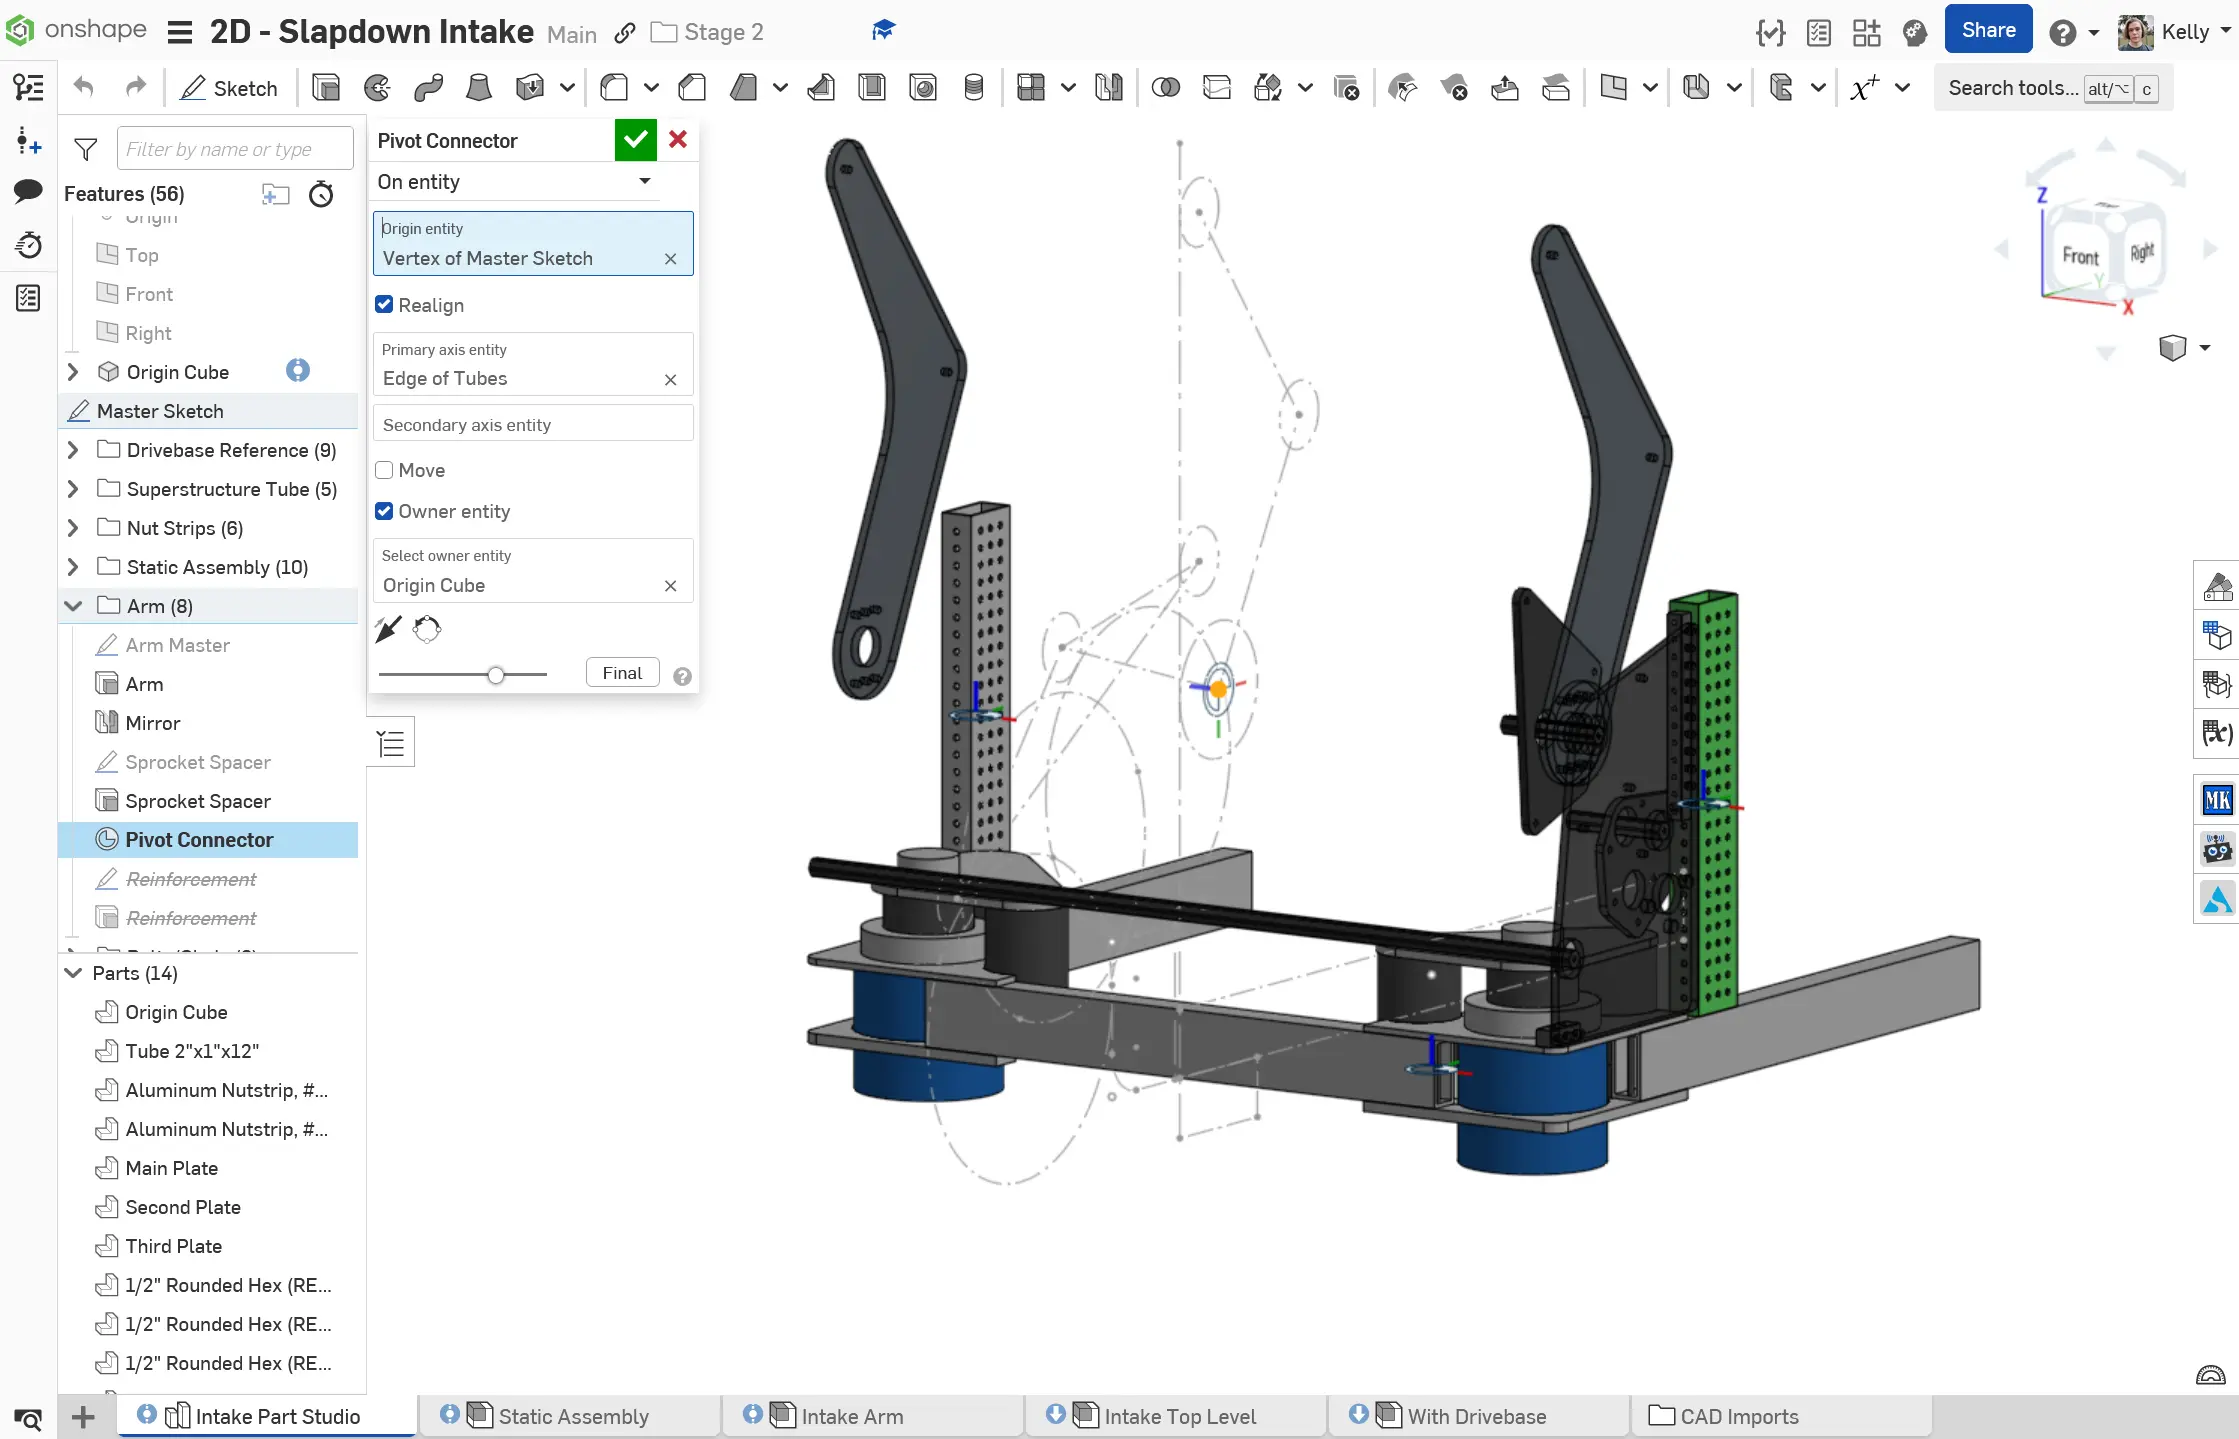 onshape
2D - Slapdown Intake Main Stage 2
Share
Kelly
Sketch
Search tools... alt/⌥ c
Filter by name or type
Features (56)
Origin
Top
Front
Right
Origin Cube
Master Sketch
Drivebase Reference (9)
Superstructure Tube (5)
Nut Strips (6)
Static Assembly (10)
Arm (8)
Arm Master
Arm
Mirror
Sprocket Spacer
Sprocket Spacer
Pivot Connector
Reinforcement
Reinforcement
Parts (14)
Origin Cube
Tube 2"x1"x12"
Aluminum Nutstrip, #...
Aluminum Nutstrip, #...
Main Plate
Second Plate
Third Plate
1/2" Rounded Hex (RE...
1/2" Rounded Hex (RE...
1/2" Rounded Hex (RE...
Pivot Connector
On entity
Origin entity
Vertex of Master Sketch
Realign
Primary axis entity
Edge of Tubes
Secondary axis entity
Move
Owner entity
Select owner entity
Origin Cube
Final
Z
Front
Right
Y
X
MK
Intake Part Studio
Static Assembly
Intake Arm
Intake Top Level
With Drivebase
CAD Imports